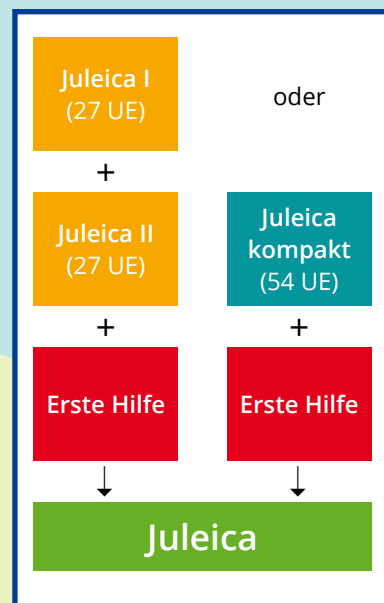 Juleica I
(27 UE)
oder
+
Juleica II
(27 UE)
Juleica
kompakt
(54 UE)
+
+
Erste Hilfe
Erste Hilfe
Juleica